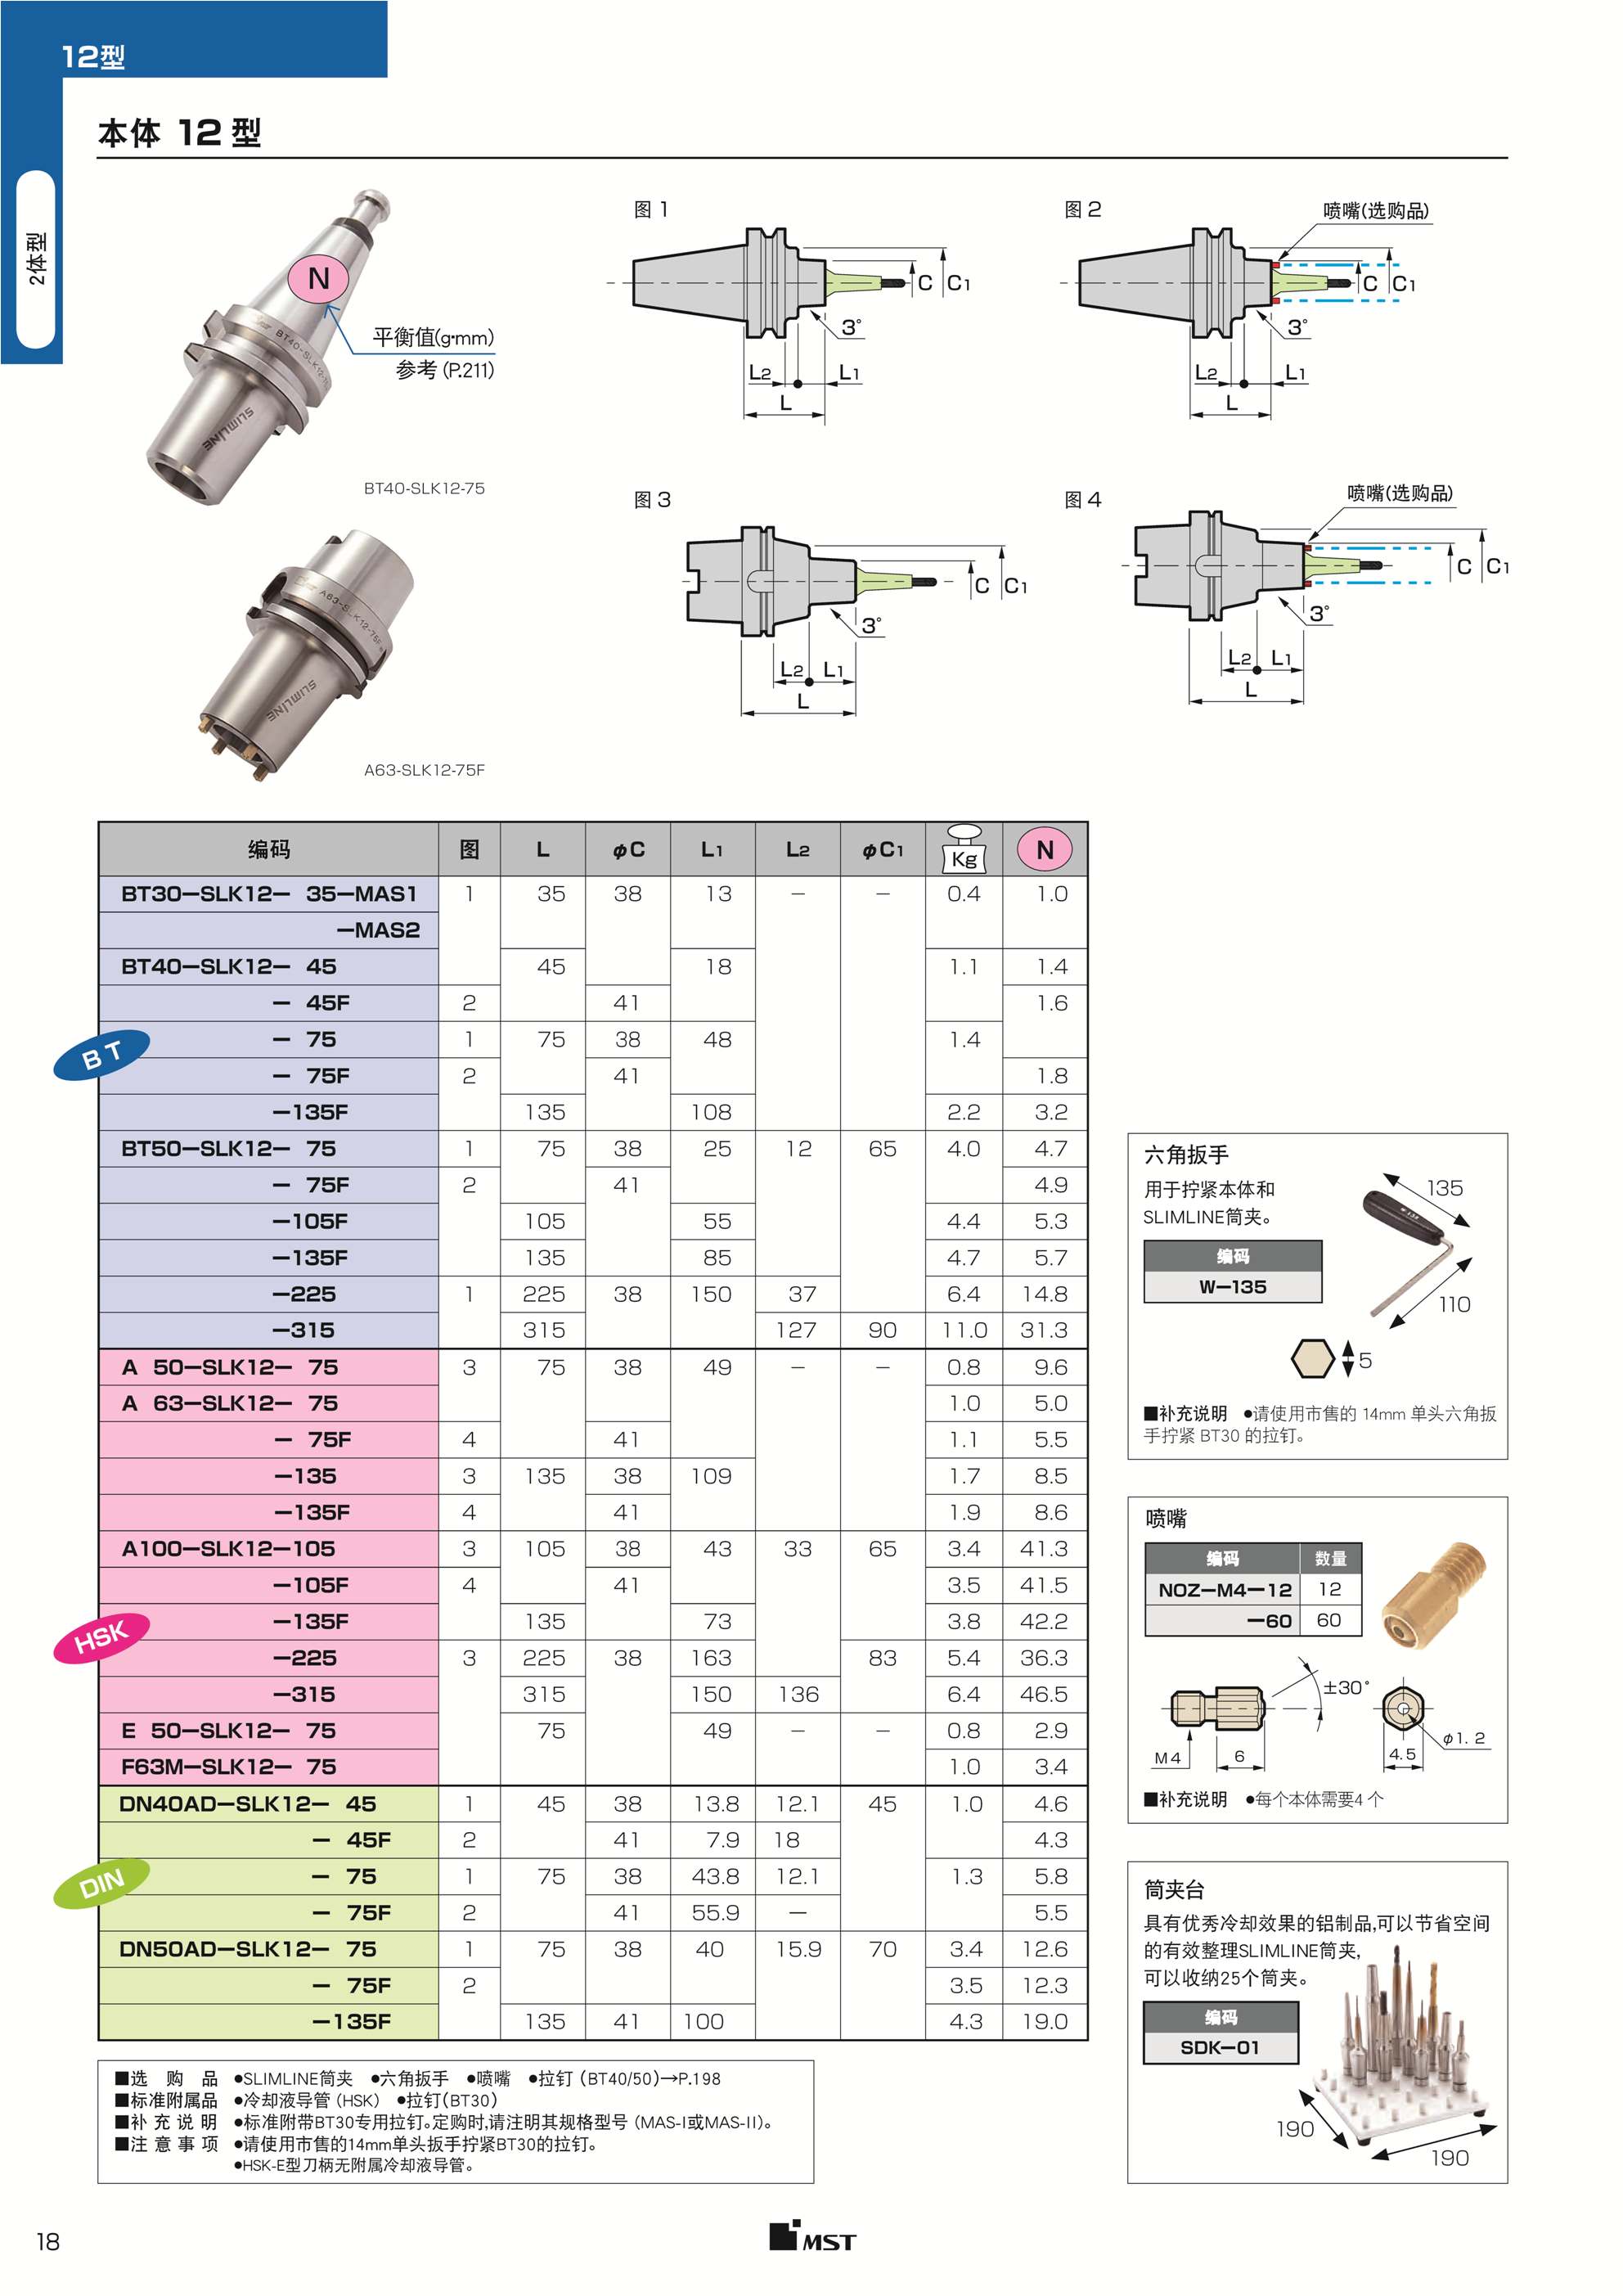 12型
2体型
本体 12 型
N
平衡值(g·mm)
参考 (P.211)
BT40-SLK12-75
A63-SLK12-75F
图 1
C C1
3°
L2 L1
L
图 2
喷嘴(选购品)
C C1
3°
L2 L1
L
图 3
C C1
3°
L2 L1
L
图 4
喷嘴(选购品)
C C1
3°
L2 L1
L
编码 图 L φC L1 L2 φC1 Kg N
BT
BT30-SLK12- 35-MAS1 1 35 38 13 - - 0.4 1.0
-MAS2
BT40-SLK12- 45 45 18 1.1 1.4
- 45F 2 41 1.6
- 75 1 75 38 48 1.4
- 75F 2 41 1.8
-135F 135 108 2.2 3.2
BT50-SLK12- 75 1 75 38 25 12 65 4.0 4.7
- 75F 2 41 4.9
-105F 105 55 4.4 5.3
-135F 135 85 4.7 5.7
-225 1 225 38 150 37 6.4 14.8
-315 315 127 90 11.0 31.3
HSK
A 50-SLK12- 75 3 75 38 49 - - 0.8 9.6
A 63-SLK12- 75 1.0 5.0
- 75F 4 41 1.1 5.5
-135 3 135 38 109 1.7 8.5
-135F 4 41 1.9 8.6
A100-SLK12-105 3 105 38 43 33 65 3.4 41.3
-105F 4 41 3.5 41.5
-135F 135 73 3.8 42.2
-225 3 225 38 163 83 5.4 36.3
-315 315 150 136 6.4 46.5
E 50-SLK12- 75 75 49 - - 0.8 2.9
F63M-SLK12- 75 1.0 3.4
DIN
DN40AD-SLK12- 45 1 45 38 13.8 12.1 45 1.0 4.6
- 45F 2 41 7.9 18 4.3
- 75 1 75 38 43.8 12.1 1.3 5.8
- 75F 2 41 55.9 - 5.5
DN50AD-SLK12- 75 1 75 38 40 15.9 70 3.4 12.6
- 75F 2 3.5 12.3
-135F 135 41 100 4.3 19.0
■选 购 品 ●SLIMLINE筒夹 ●六角扳手 ●喷嘴 ●拉钉 (BT40/50)→P.198
■标准附属品 ●冷却液导管 (HSK) ●拉钉(BT30)
■补 充 说 明 ●标准附带BT30专用拉钉。定购时,请注明其规格型号 (MAS-I或MAS-II)。
■注 意 事 项 ●请使用市售的14mm单头扳手拧紧BT30的拉钉。
●HSK-E型刀柄无附属冷却液导管。
六角扳手
用于拧紧本体和
SLIMLINE筒夹。
编码
W-135
135
110
5
■补充说明 ●请使用市售的 14mm 单头六角扳
手拧紧 BT30 的拉钉。
喷嘴
编码 数量
NOZ-M4-12 12
-60 60
±30°
M4
6
4.5
φ1.2
■补充说明 ●每个本体需要4个
筒夹台
具有优秀冷却效果的铝制品,可以节省空间
的有效整理SLIMLINE筒夹,
可以收纳25个筒夹。
编码
SDK-01
190
190
18
MST